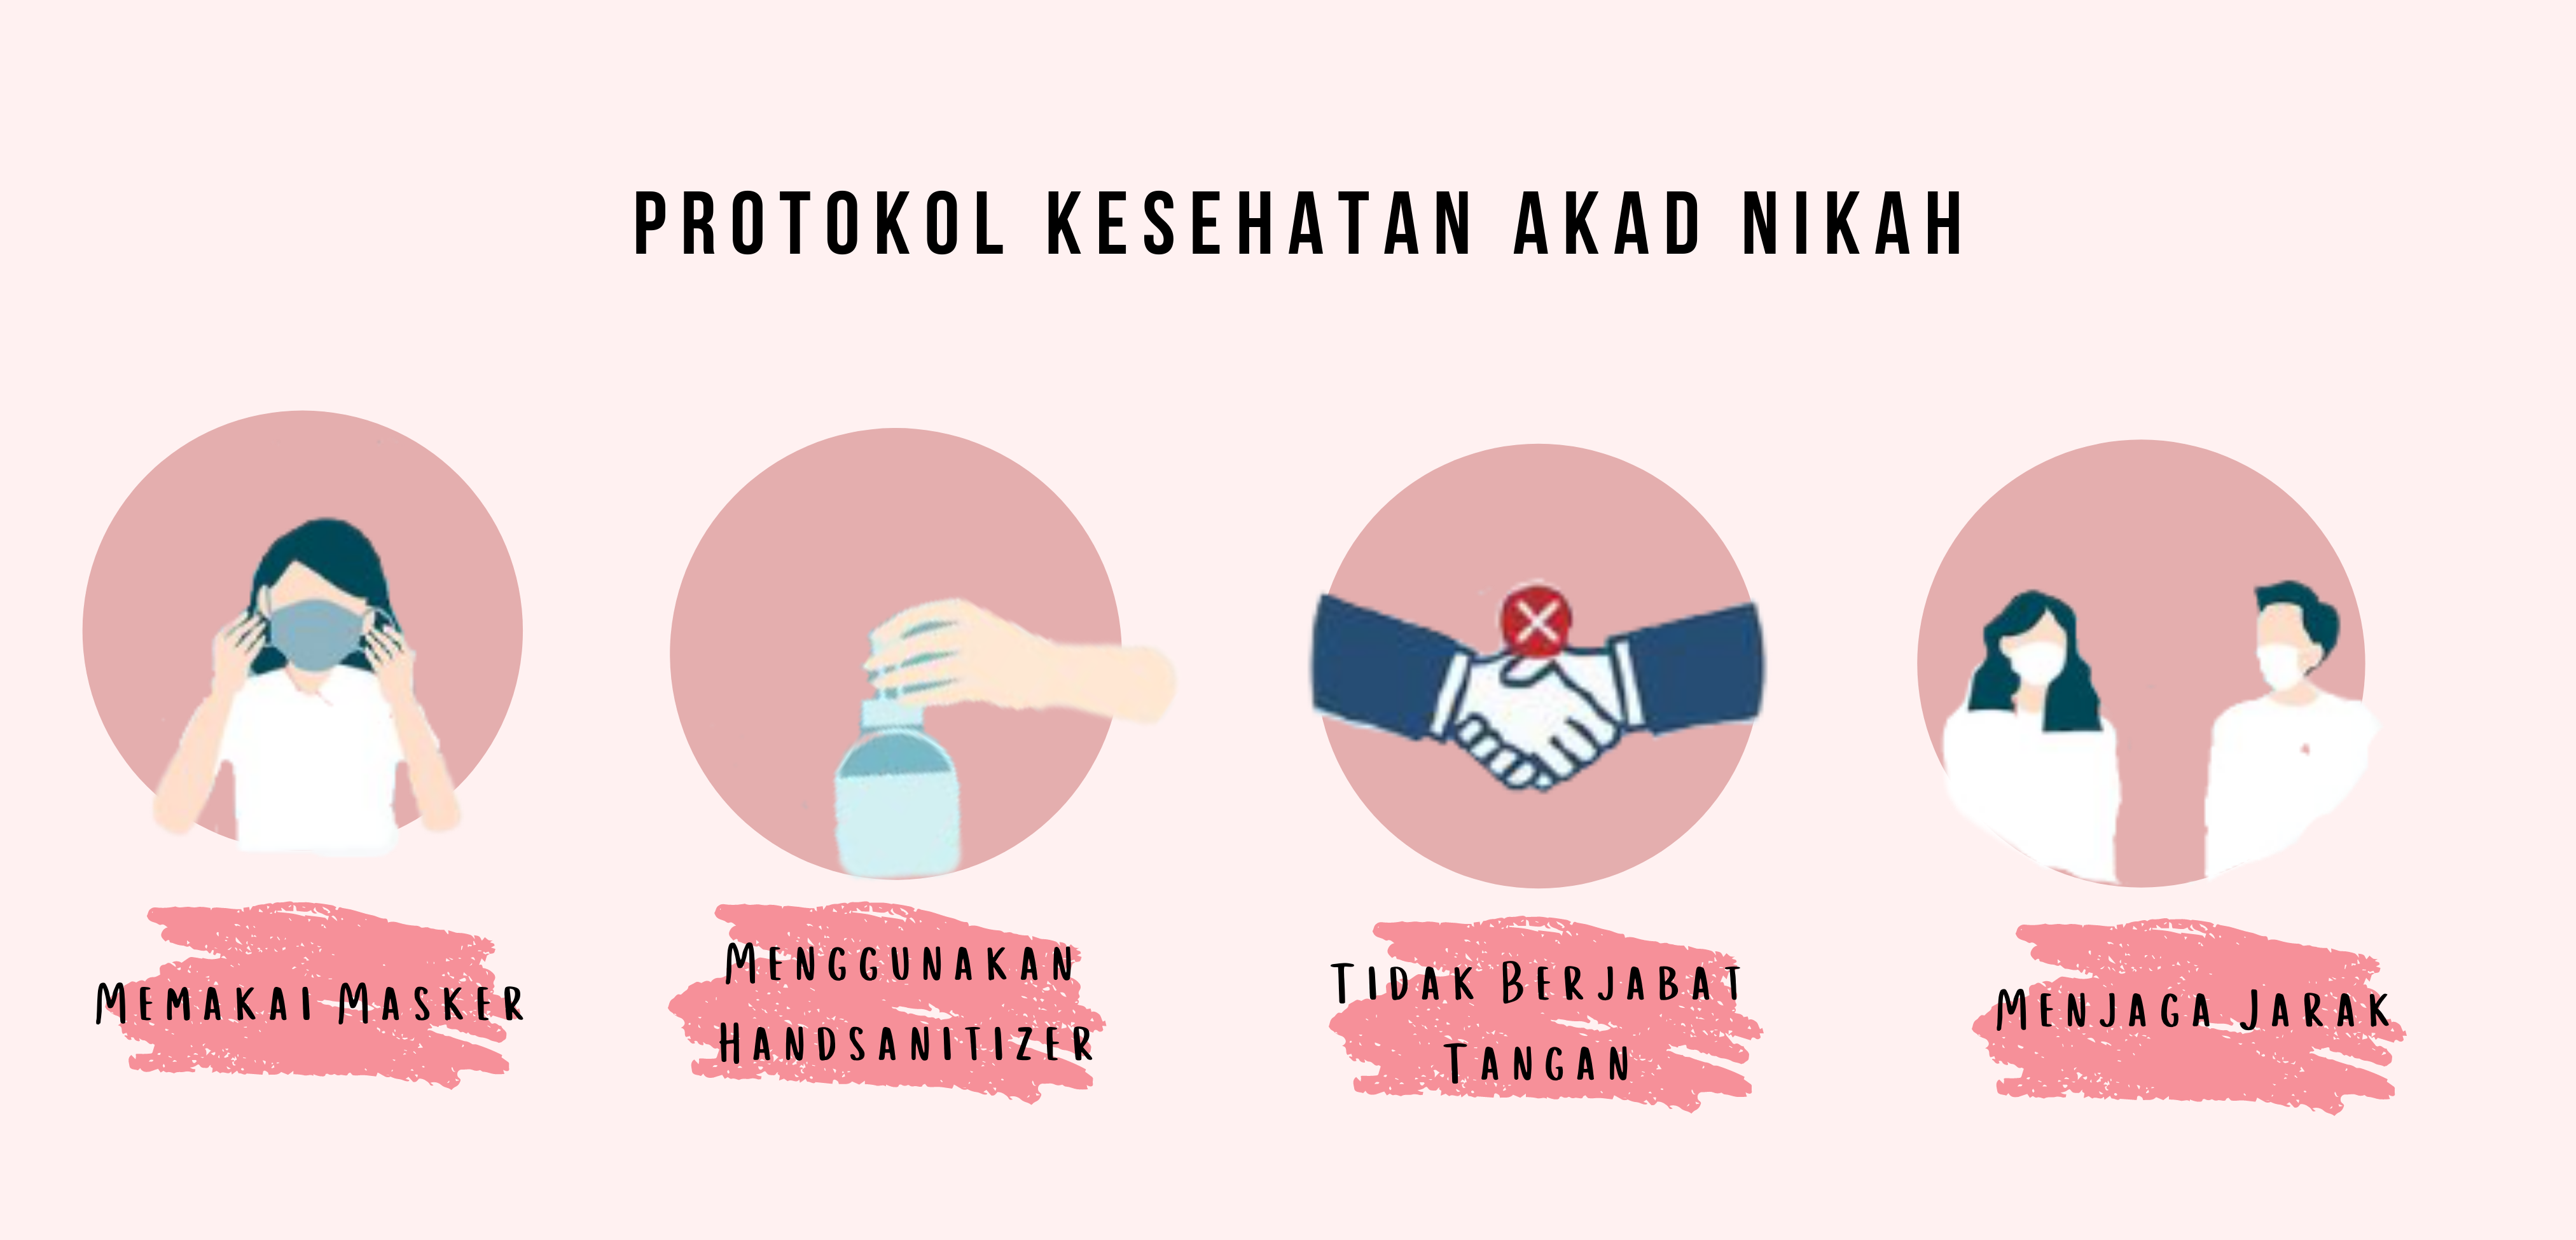 PROTOKOL KESEHATAN AKAD NIKAH
Memakai Masker
Menggunakan
Handsanitizer
Tidak Berjabat
Tangan
Menjaga Jarak